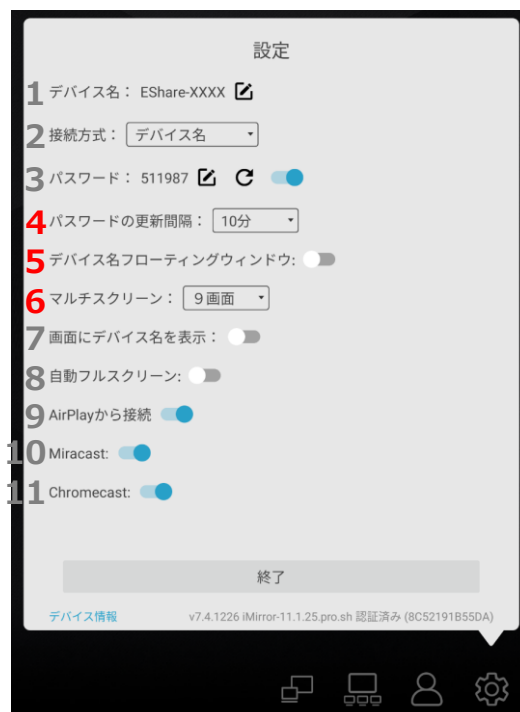 設定
1 デバイス名： EShare-XXXX
2 接続方式： デバイス名
3 パスワード： 511987
4 パスワードの更新間隔： 10分
5 デバイス名フローティングウィンドウ:
6 マルチスクリーン： 9画面
7 画面にデバイス名を表示：
8 自動フルスクリーン:
9 AirPlayから接続
10 Miracast:
11 Chromecast:
終了
デバイス情報 v7.4.1226 iMirror-11.1.25.pro.sh 認証済み (8C52191B55DA)